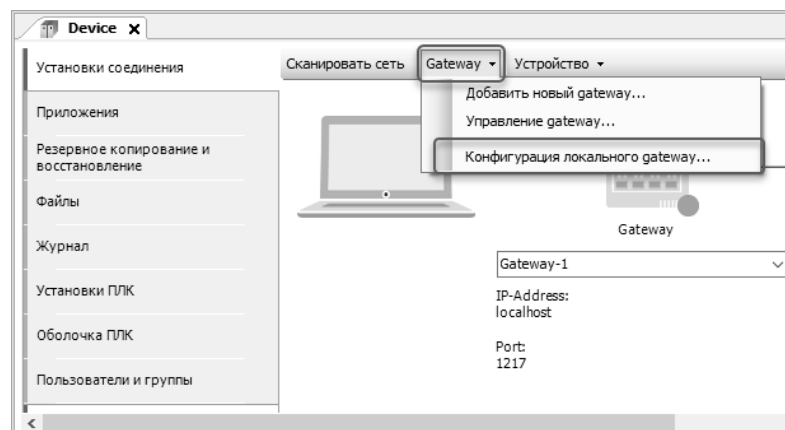 Device
Установки соединения
Сканировать сеть Gateway Устройство
Добавить новый gateway...
Управление gateway...
Конфигурация локального gateway...
Приложения
Резервное копирование и
восстановление
Файлы
Журнал
Установки ПЛК
Оболочка ПЛК
Пользователи и группы
Gateway
Gateway-1
IP-Address:
localhost
Port:
1217